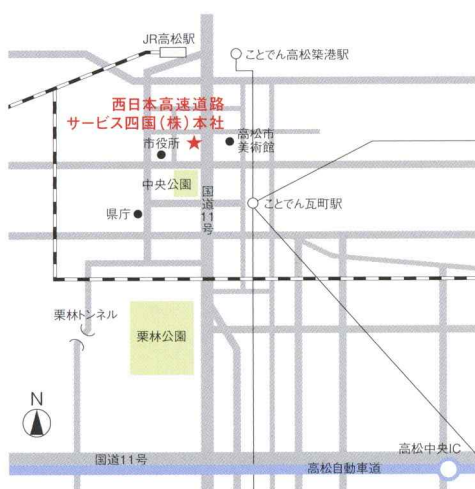 JR高松駅
ことでん高松築港駅
西日本高速道路
サービス四国(株)本社
市役所
高松市
美術館
中央公園
国道11号
ことでん瓦町駅
県庁
栗林トンネル
栗林公園
N
高松中央IC
国道11号
高松自動車道